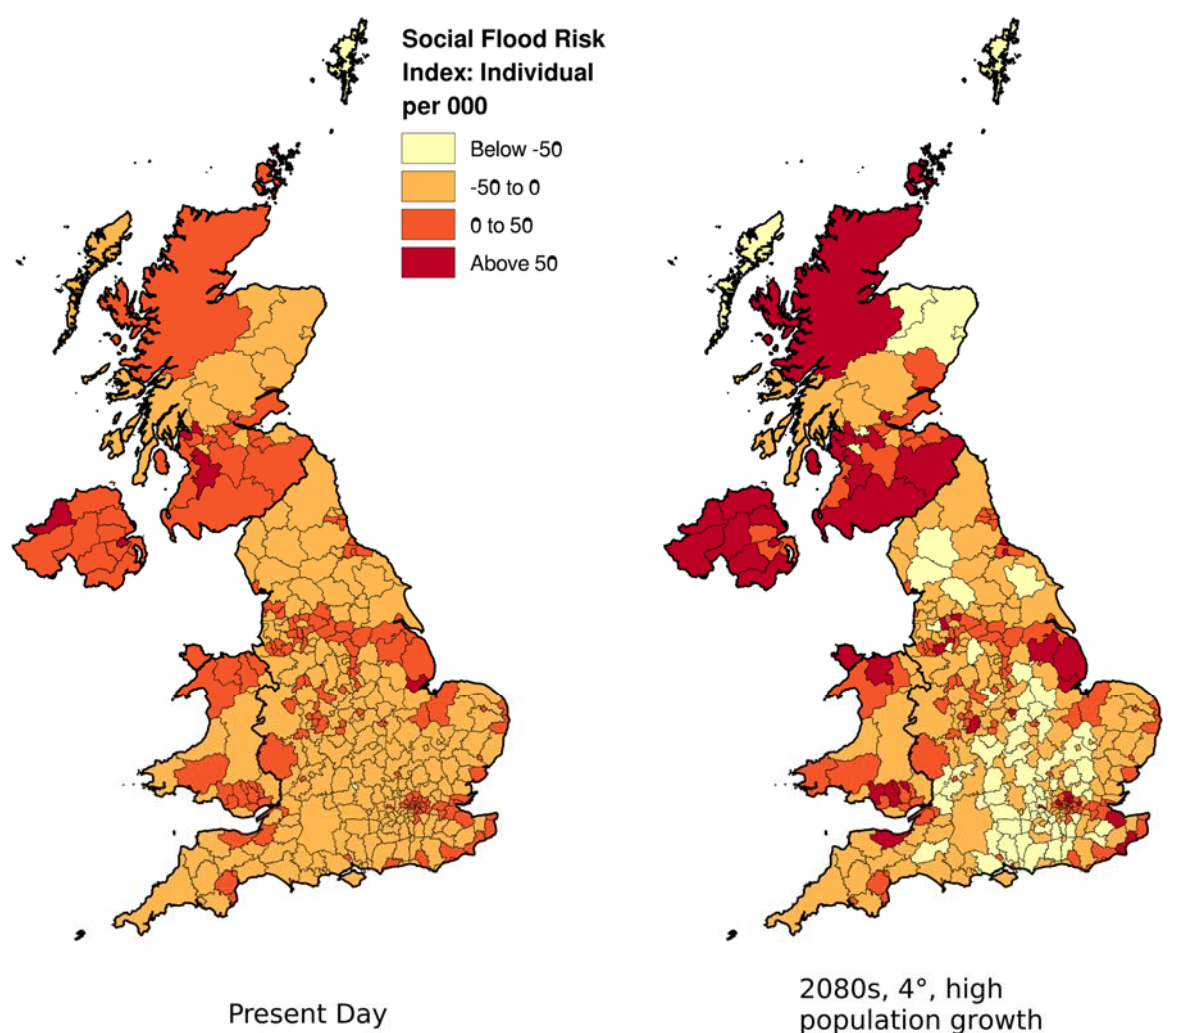 Social Flood Risk
Index: Individual
per 000
Below -50
-50 to 0
0 to 50
Above 50
Present Day
2080s, 4°, high
population growth